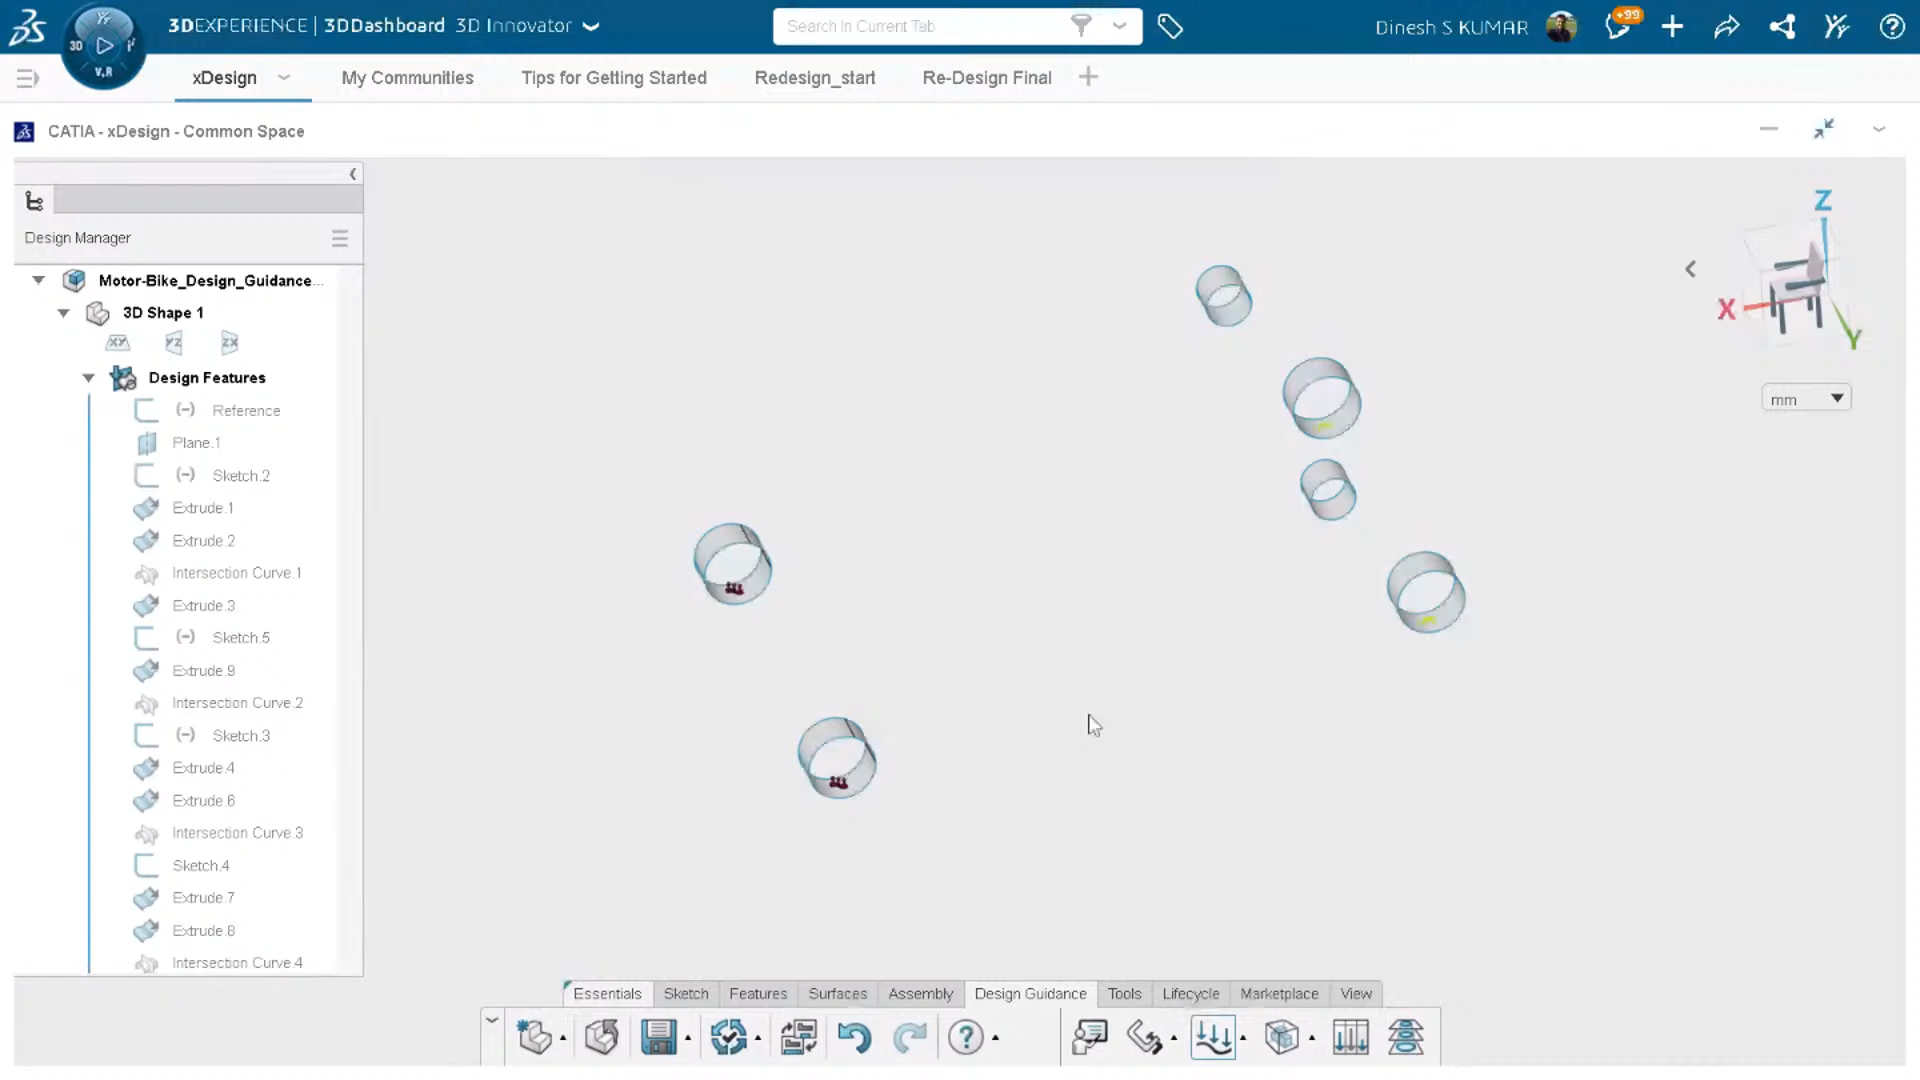 3DEXPERIENCE | 3DDashboard 3D Innovator
Search In Current Tab
Dinesh S KUMAR
+99
3D
V,R
xDesign
My Communities
Tips for Getting Started
Redesign_start
Re-Design Final
CATIA - xDesign - Common Space
Design Manager
Motor-Bike_Design_Guidance...
3D Shape 1
XY
YZ
ZX
Design Features
(-) Reference
Plane.1
(-) Sketch.2
Extrude.1
Extrude.2
Intersection Curve.1
Extrude.3
(-) Sketch.5
Extrude.9
Intersection Curve.2
(-) Sketch.3
Extrude.4
Extrude.6
Intersection Curve.3
Sketch.4
Extrude.7
Extrude.8
Intersection Curve.4
Z
X
Y
mm
Essentials
Sketch
Features
Surfaces
Assembly
Design Guidance
Tools
Lifecycle
Marketplace
View